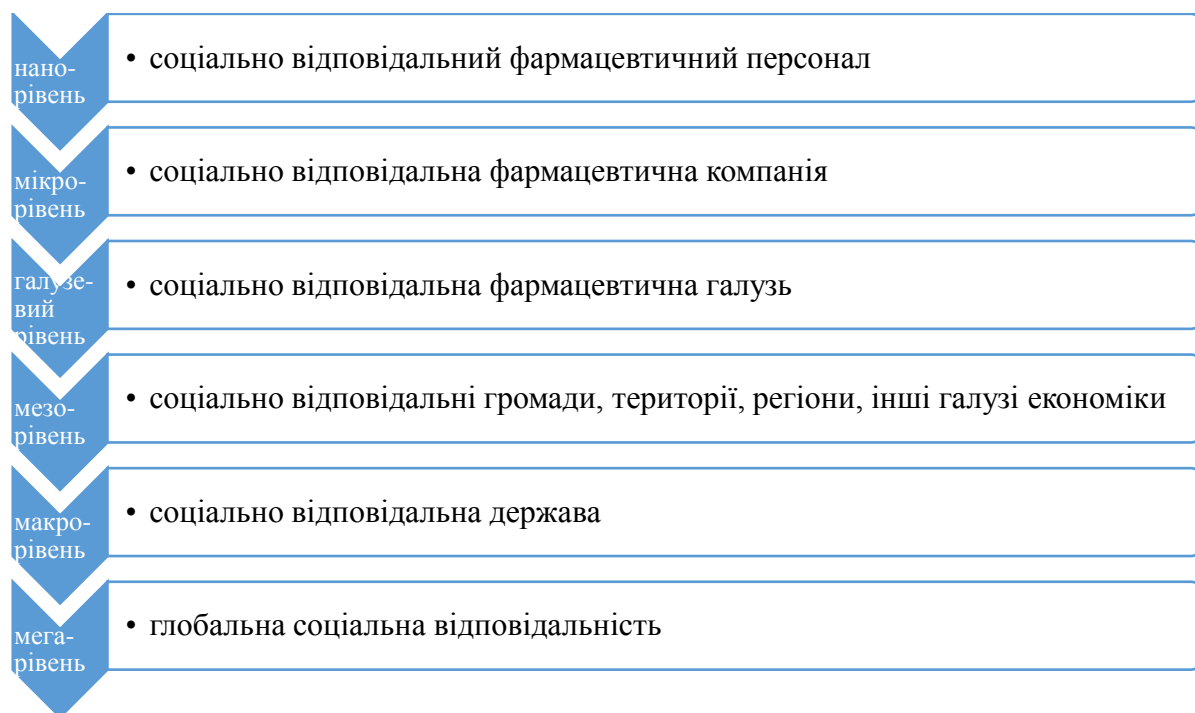 нано-
рівень
• соціально відповідальний фармацевтичний персонал
мікро-
рівень
• соціально відповідальна фармацевтична компанія
галузе-
вий
рівень
• соціально відповідальна фармацевтична галузь
мезо-
рівень
• соціально відповідальні громади, території, регіони, інші галузі економіки
макро-
рівень
• соціально відповідальна держава
мега-
рівень
• глобальна соціальна відповідальність